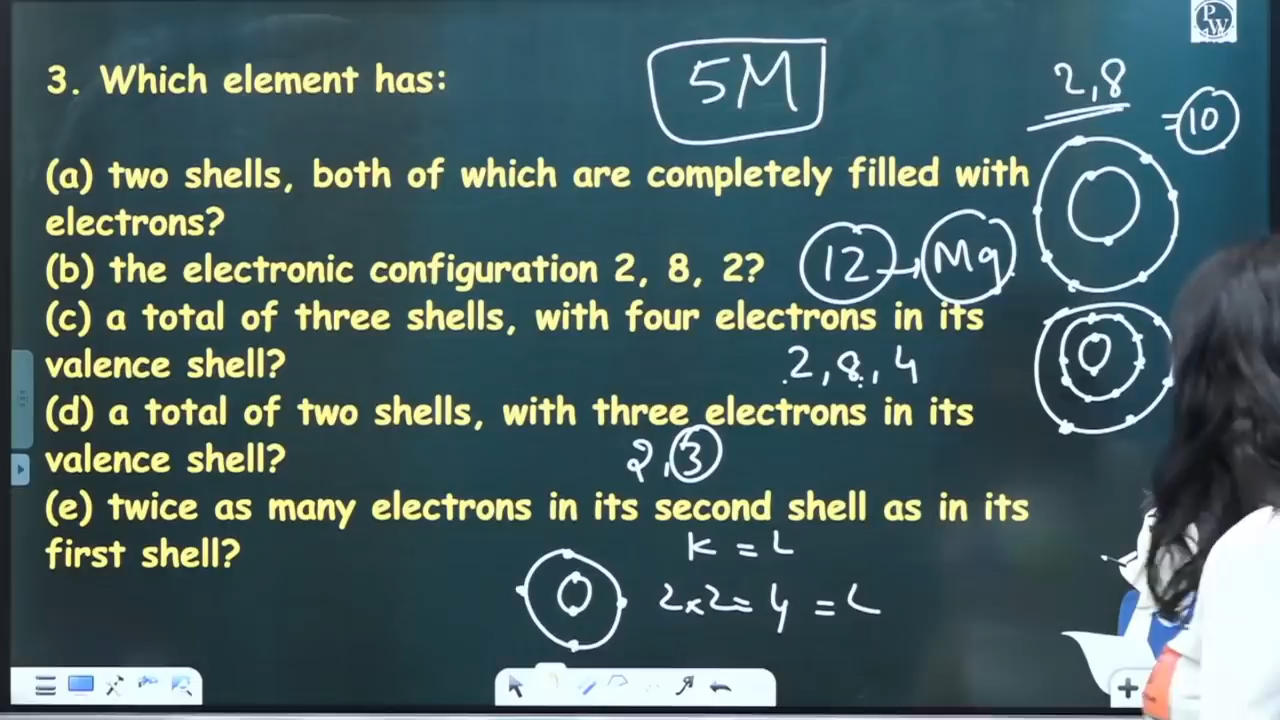 P
W
5M
2,8
=10
3. Which element has:
(a) two shells, both of which are completely filled with
electrons?
(b) the electronic configuration 2, 8, 2? 12→Mg
(c) a total of three shells, with four electrons in its
valence shell? 2,8,4
(d) a total of two shells, with three electrons in its
valence shell? 2,3
(e) twice as many electrons in its second shell as in its
first shell? K = L
2×2=4=L